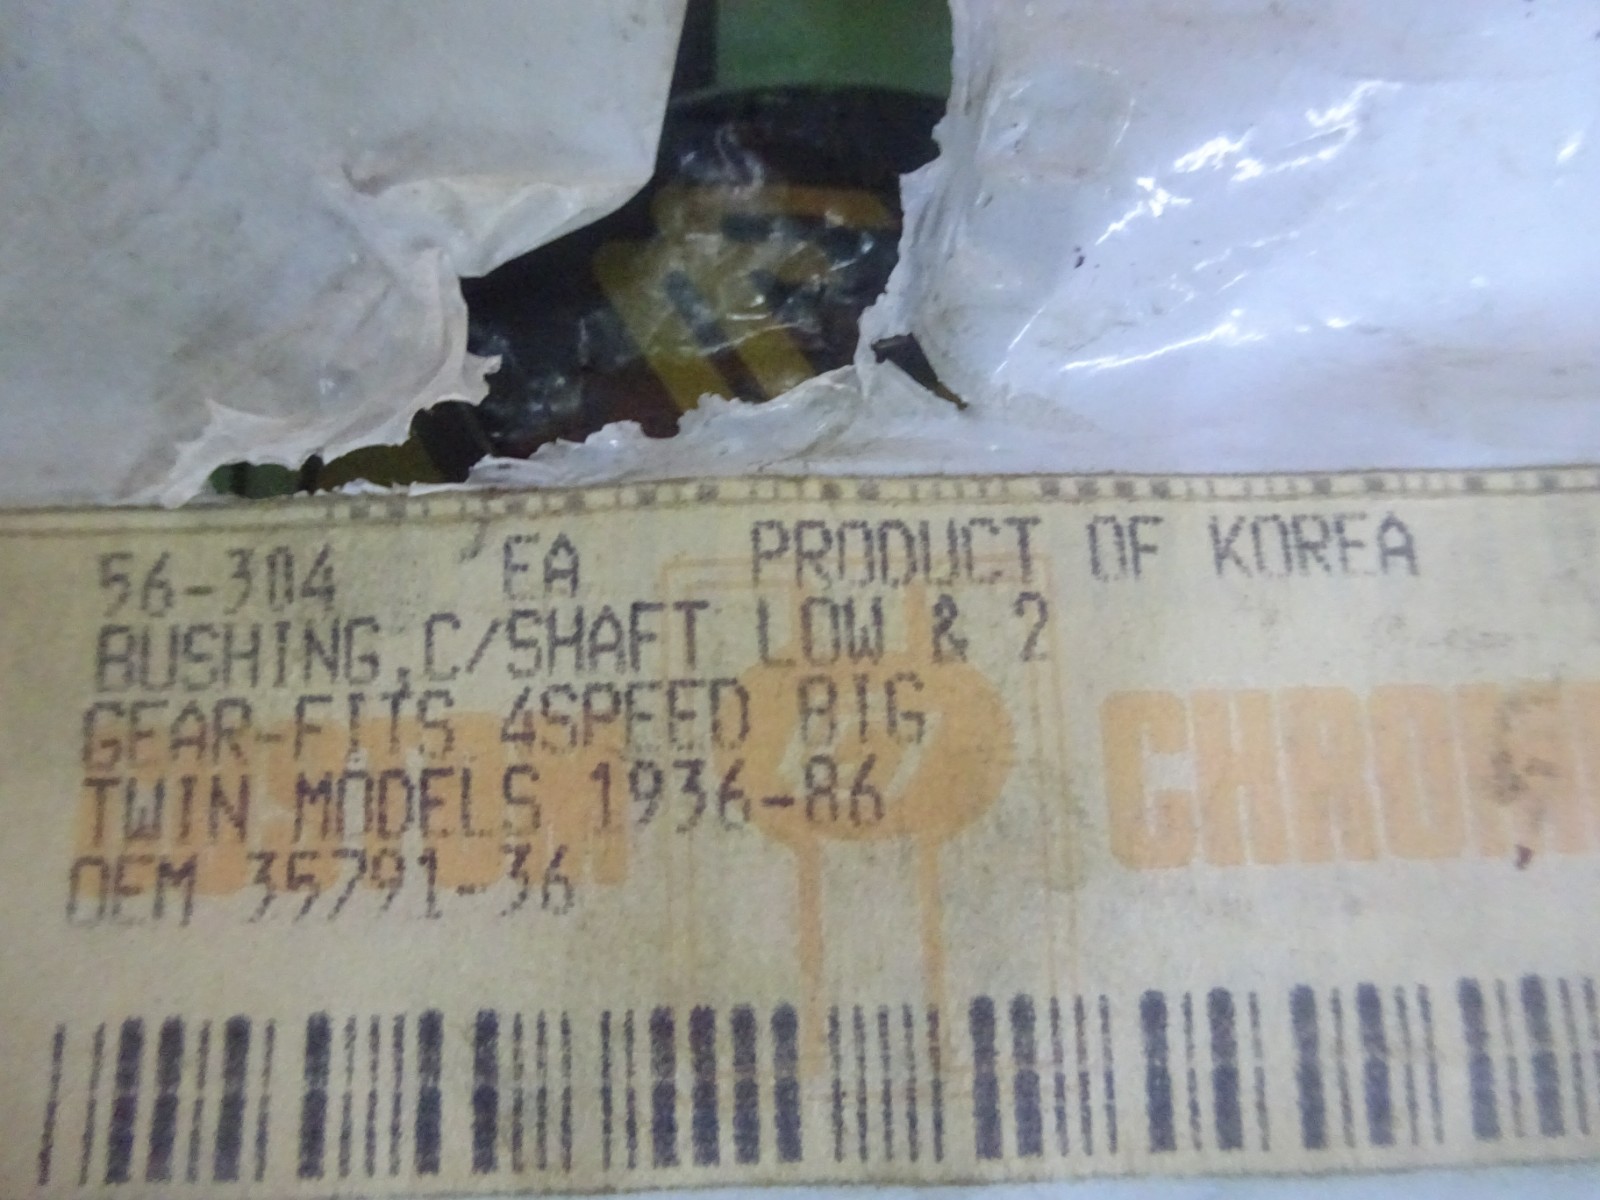 56-304 EA PRODUCT OF KOREA
BUSHING,C/SHAFT LOW & 2
GEAR-FITS 4SPEED BIG
TWIN MODELS 1936-86
OEM 35791-36